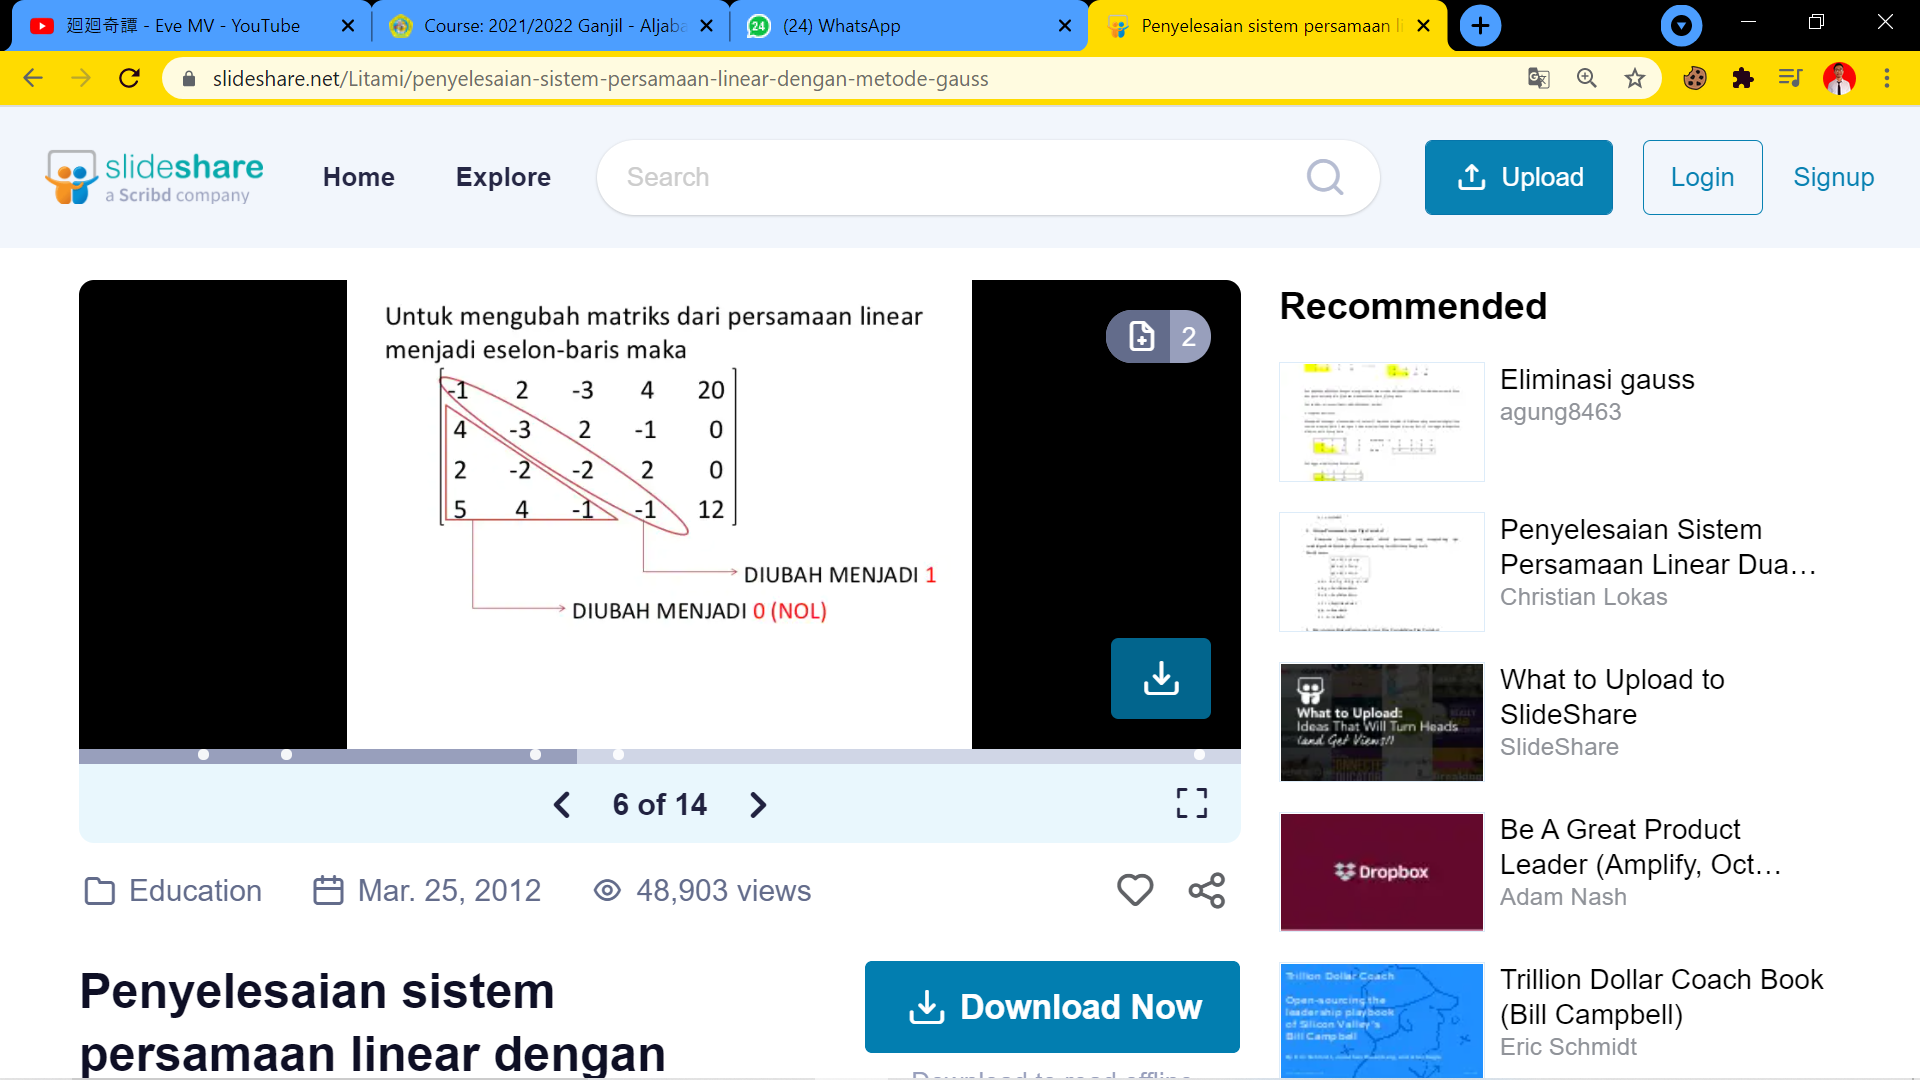 廻廻奇譚 - Eve MV - YouTube
Course: 2021/2022 Ganjil - Aljaba
(24) WhatsApp
Penyelesaian sistem persamaan li
slideshare.net/Litami/penyelesaian-sistem-persamaan-linear-dengan-metode-gauss
slideshare
a Scribd company
Home
Explore
Search
Upload
Login
Signup
Untuk mengubah matriks dari persamaan linear
menjadi eselon-baris maka
-1 2 -3 4 20
4 -3 2 -1 0
2 -2 -2 2 0
5 4 -1 -1 12
DIUBAH MENJADI 1
DIUBAH MENJADI 0 (NOL)
2
6 of 14
Education
Mar. 25, 2012
48,903 views
Penyelesaian sistem
persamaan linear dengan
Download Now
Download to read offline
Recommended
Eliminasi gauss
agung8463
Penyelesaian Sistem
Persamaan Linear Dua…
Christian Lokas
What to Upload:
Ideas That Will Turn Heads
(and Get Views!)
What to Upload to
SlideShare
SlideShare
Dropbox
Be A Great Product
Leader (Amplify, Oct…
Adam Nash
Trillion Dollar Coach
Open-sourcing the
leadership playbook
of Silicon Valley's
Bill Campbell
Trillion Dollar Coach Book
(Bill Campbell)
Eric Schmidt